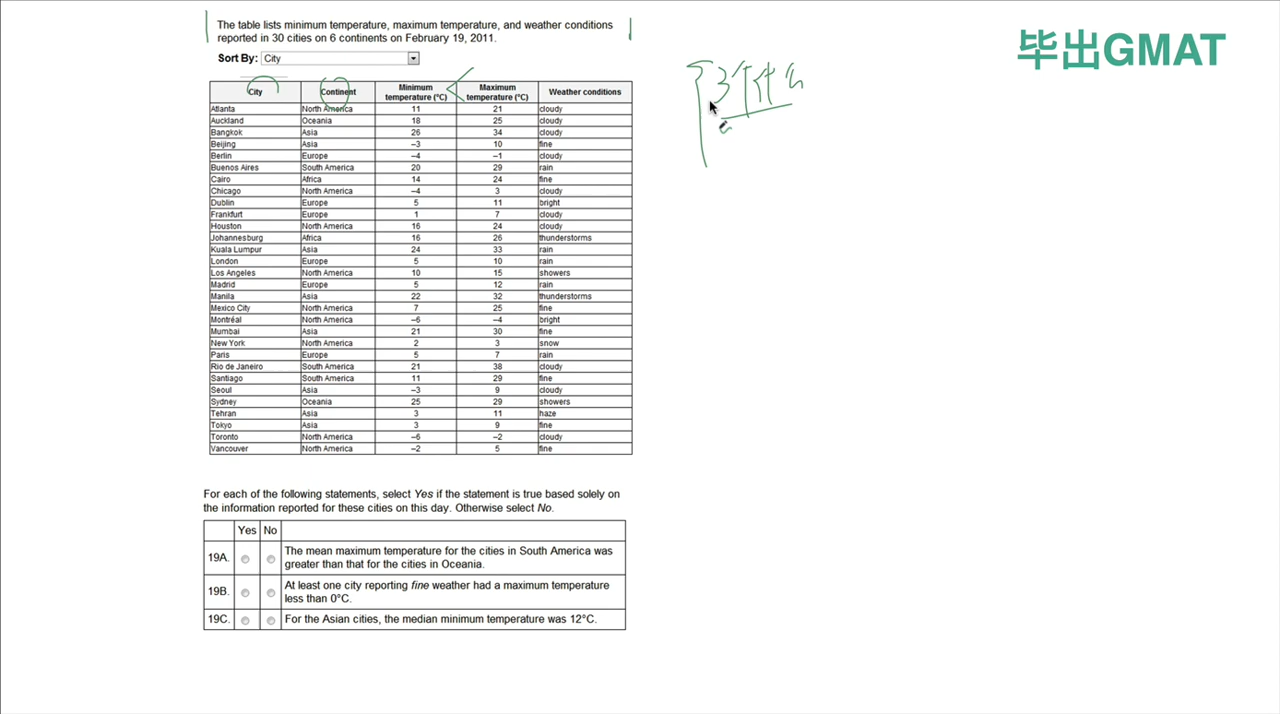 The table lists minimum temperature, maximum temperature, and weather conditions
reported in 30 cities on 6 continents on February 19, 2011.
毕出GMAT
Sort By: City
3个什么
City Continent Minimum temperature (°C) Maximum temperature (°C) Weather conditions
Atlanta North America 11 21 cloudy
Auckland Oceania 18 25 cloudy
Bangkok Asia 26 34 cloudy
Beijing Asia –3 10 fine
Berlin Europe –4 –1 cloudy
Buenos Aires South America 20 29 rain
Cairo Africa 14 24 fine
Chicago North America –4 3 cloudy
Dublin Europe 5 11 bright
Frankfurt Europe 1 7 cloudy
Houston North America 16 24 cloudy
Johannesburg Africa 16 26 thunderstorms
Kuala Lumpur Asia 24 33 rain
London Europe 5 10 rain
Los Angeles North America 10 15 showers
Madrid Europe 5 12 rain
Manila Asia 22 32 thunderstorms
Mexico City North America 7 25 fine
Montréal North America –6 –4 bright
Mumbai Asia 21 30 fine
New York North America 2 3 snow
Paris Europe 5 7 rain
Rio de Janeiro South America 21 38 cloudy
Santiago South America 11 29 fine
Seoul Asia –3 9 cloudy
Sydney Oceania 25 29 showers
Tehran Asia 3 11 haze
Tokyo Asia 3 9 fine
Toronto North America –6 –2 cloudy
Vancouver North America –2 5 fine
For each of the following statements, select Yes if the statement is true based solely on
the information reported for these cities on this day. Otherwise select No.
Yes No
19A. The mean maximum temperature for the cities in South America was
greater than that for the cities in Oceania.
19B. At least one city reporting fine weather had a maximum temperature
less than 0°C.
19C. For the Asian cities, the median minimum temperature was 12°C.